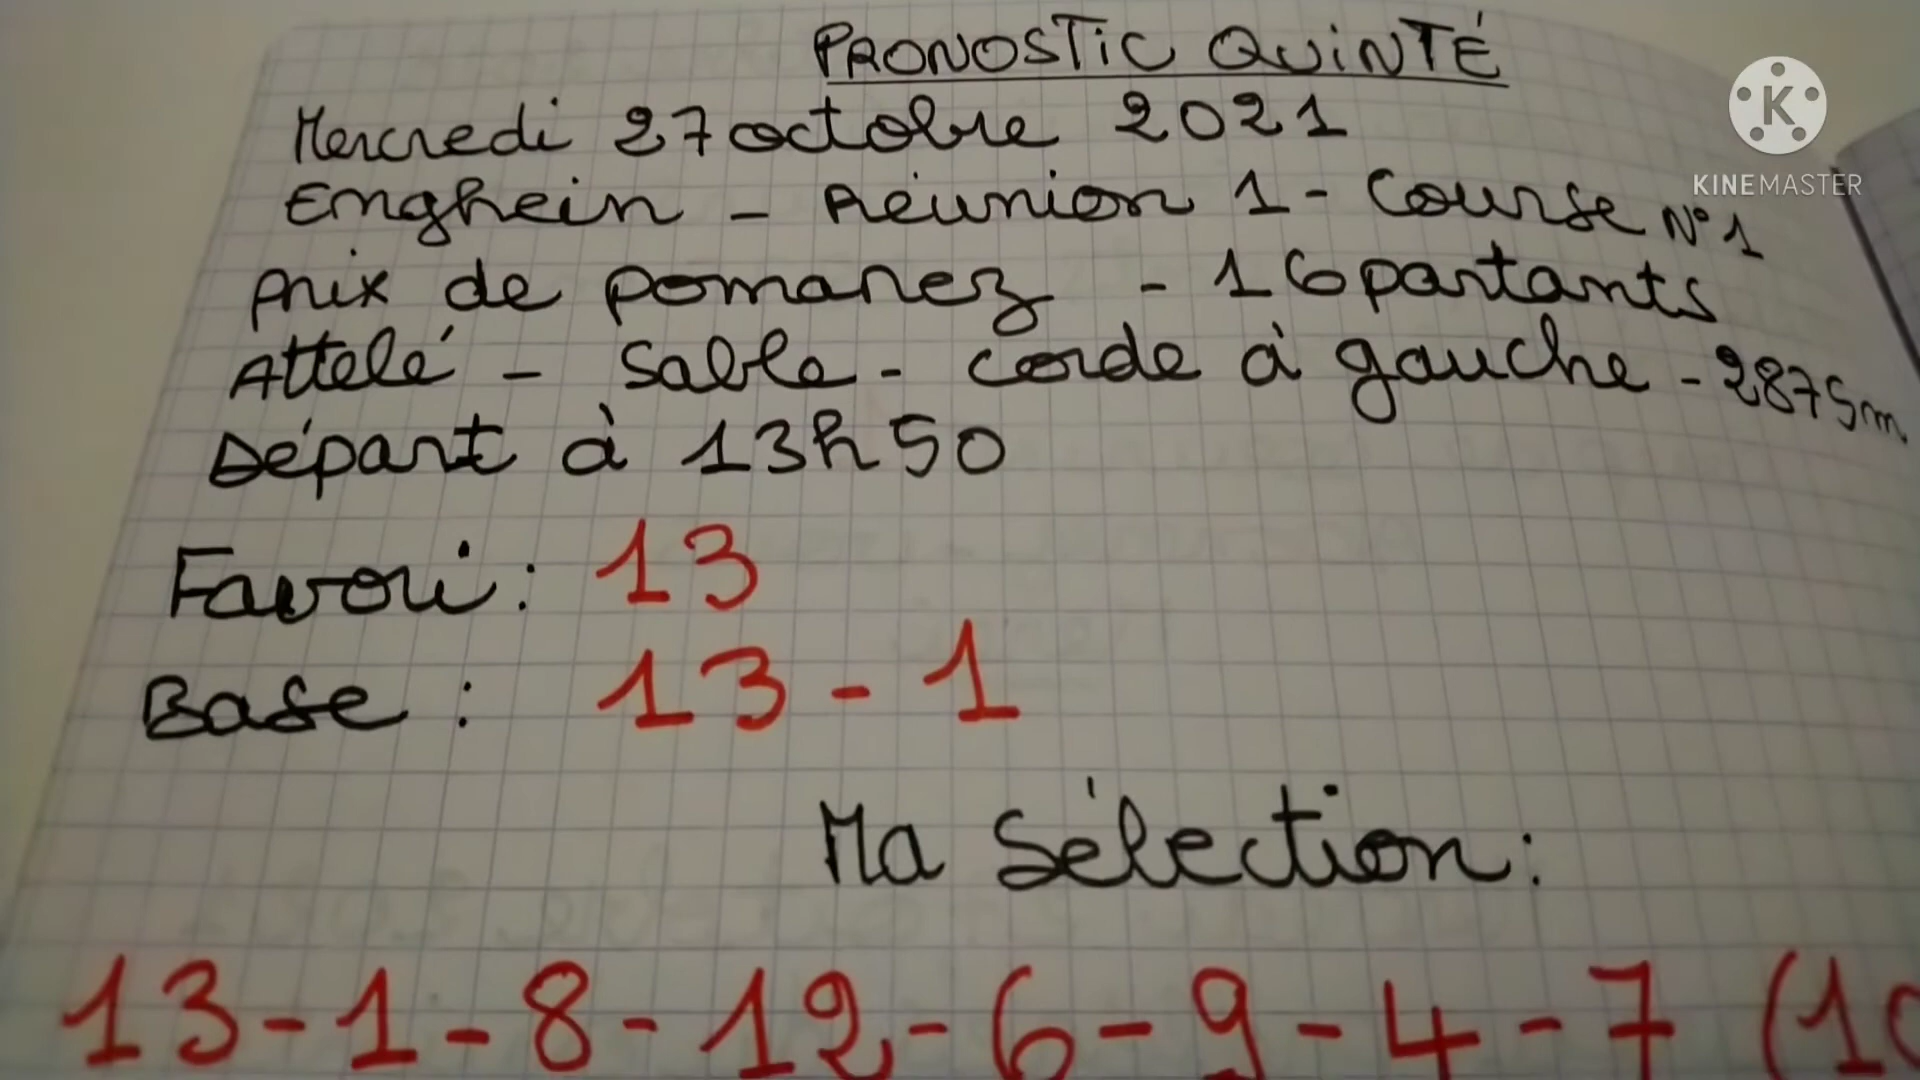 PRONOSTIC QUINTÉ
Mercredi 27 octobre 2021
Enghein - Réunion 1 - Course N° 1
Prix de pomarez - 16 partants
Attelé - Sable - corde à gauche - 2875m
Départ à 13h50
Favori : 13
Base : 13 - 1
Ma Sélection :
13 - 1 - 8 - 12 - 6 - 9 - 4 - 7 (10
K
KINEMASTER